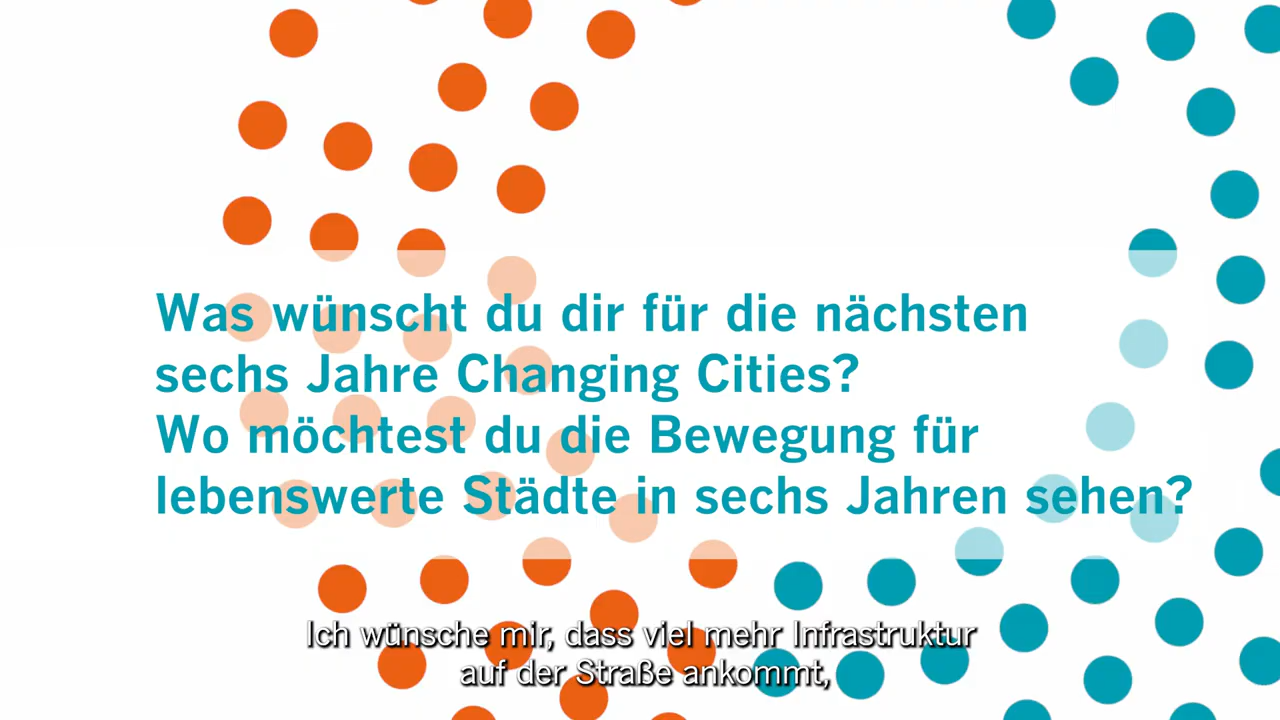 Was wünscht du dir für die nächsten
sechs Jahre Changing Cities?
Wo möchtest du die Bewegung für
lebenswerte Städte in sechs Jahren sehen?
Ich wünsche mir, dass viel mehr Infrastruktur
auf der Straße ankommt,